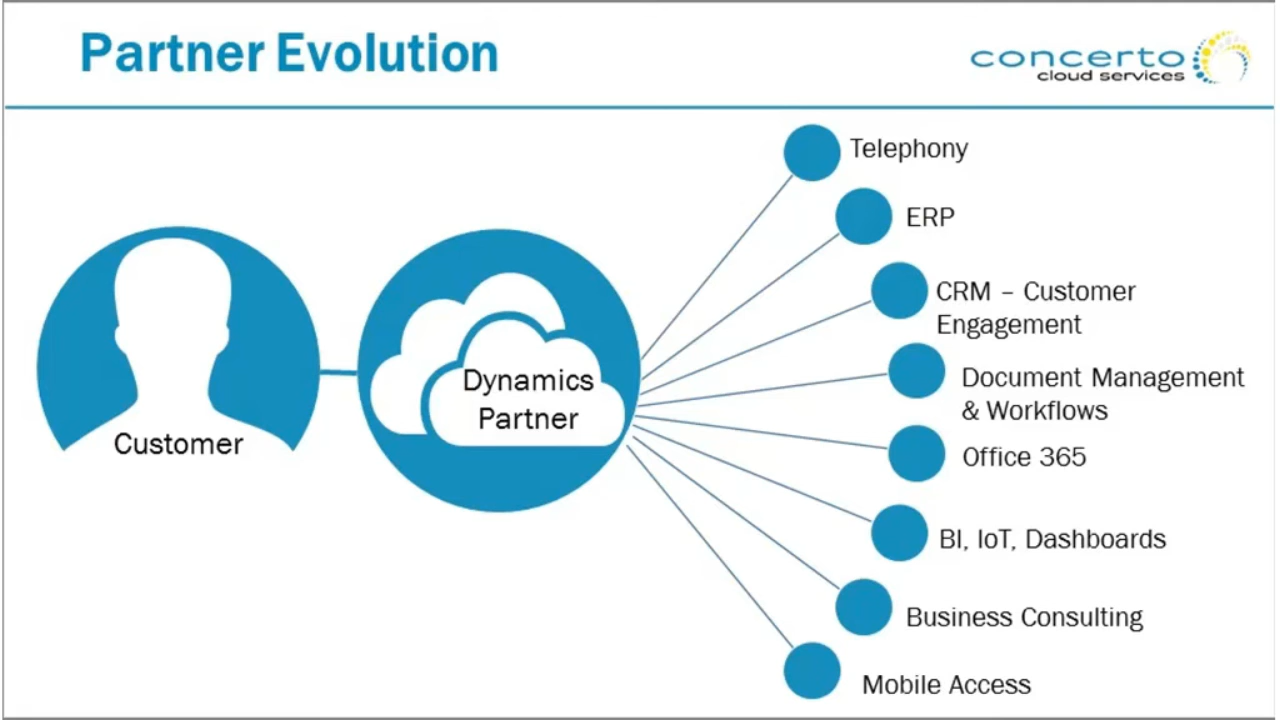 Partner Evolution
concerto
cloud services
Telephony
ERP
CRM – Customer
Engagement
Dynamics
Partner
Document Management
& Workflows
Customer
Office 365
BI, IoT, Dashboards
Business Consulting
Mobile Access